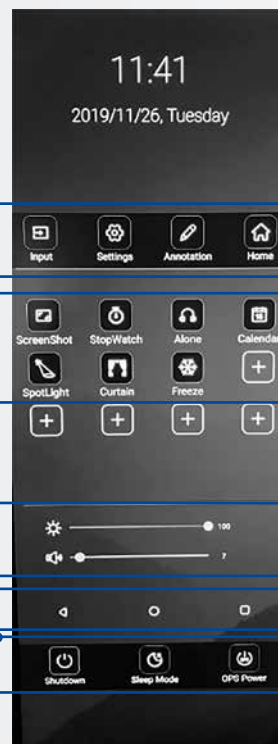 11:41
2019/11/26, Tuesday
Input Settings Annotation Home
ScreenShot StopWatch Alone Calendar
SpotLight Curtain Freeze
100
7
Shutdown Sleep Mode OPS Power